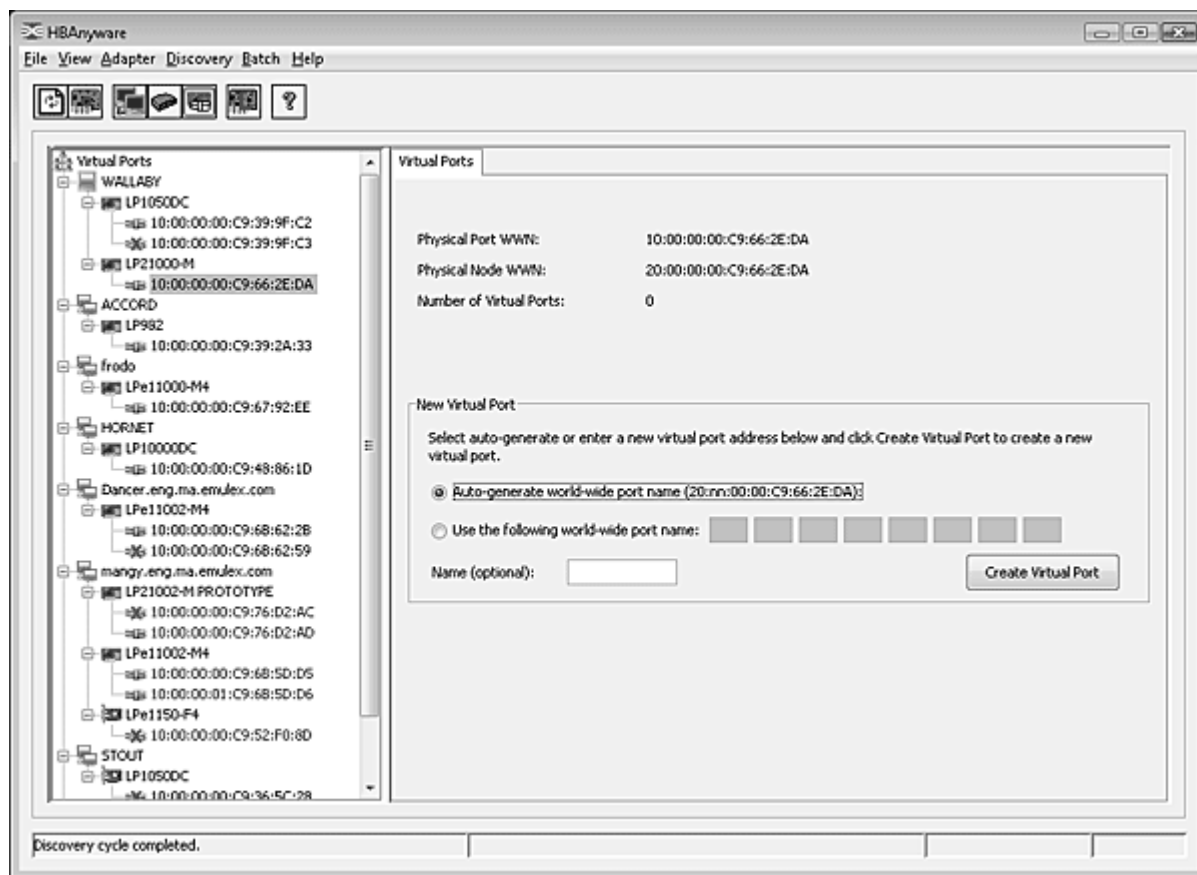 HBAnyware
File View Adapter Discovery Batch Help
Virtual Ports
WALLABY
LP1050DC
10:00:00:00:C9:39:9F:C2
10:00:00:00:C9:39:9F:C3
LP21000-M
10:00:00:00:C9:66:2E:DA
ACCORD
LP982
10:00:00:00:C9:39:2A:33
frodo
LPe11000-M4
10:00:00:00:C9:67:92:EE
HORNET
LP10000DC
10:00:00:00:C9:48:86:1D
Dancer.eng.ma.emulex.com
LPe11002-M4
10:00:00:00:C9:68:62:2B
10:00:00:00:C9:68:62:59
mangy.eng.ma.emulex.com
LP21002-M PROTOTYPE
10:00:00:00:C9:76:D2:AC
10:00:00:00:C9:76:D2:AD
LPe11002-M4
10:00:00:00:C9:68:5D:D5
10:00:00:01:C9:68:5D:D6
LPe1150-F4
10:00:00:00:C9:52:F0:8D
STOUT
LP1050DC
10:00:00:00:C9:36:5C:28
Virtual Ports
Physical Port WWN: 10:00:00:00:C9:66:2E:DA
Physical Node WWN: 20:00:00:00:C9:66:2E:DA
Number of Virtual Ports: 0
New Virtual Port
Select auto-generate or enter a new virtual port address below and click Create Virtual Port to create a new
virtual port.
Auto-generate world-wide port name (20:nn:00:00:C9:66:2E:DA):
Use the following world-wide port name:
Name (optional):
Create Virtual Port
Discovery cycle completed.